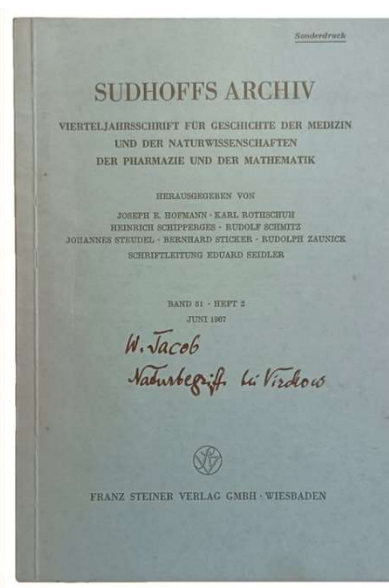 Sonderdruck
SUDHOFFS ARCHIV
VIERTELJAHRSSCHRIFT FÜR GESCHICHTE DER MEDIZIN
UND DER NATURWISSENSCHAFTEN
DER PHARMAZIE UND DER MATHEMATIK
HERAUSGEGEBEN VON
JOSEPH E. HOFMANN · KARL ROTHSCHUH
HEINRICH SCHIPPERGES · RUDOLF SCHMITZ
JOHANNES STEUDEL · BERNHARD STICKER · RUDOLPH ZAUNICK
SCHRIFTLEITUNG EDUARD SEIDLER
BAND 51 · HEFT 2
JUNI 1967
W. Jacob
Naturbegriff bei Virchow
FRANZ STEINER VERLAG GMBH · WIESBADEN